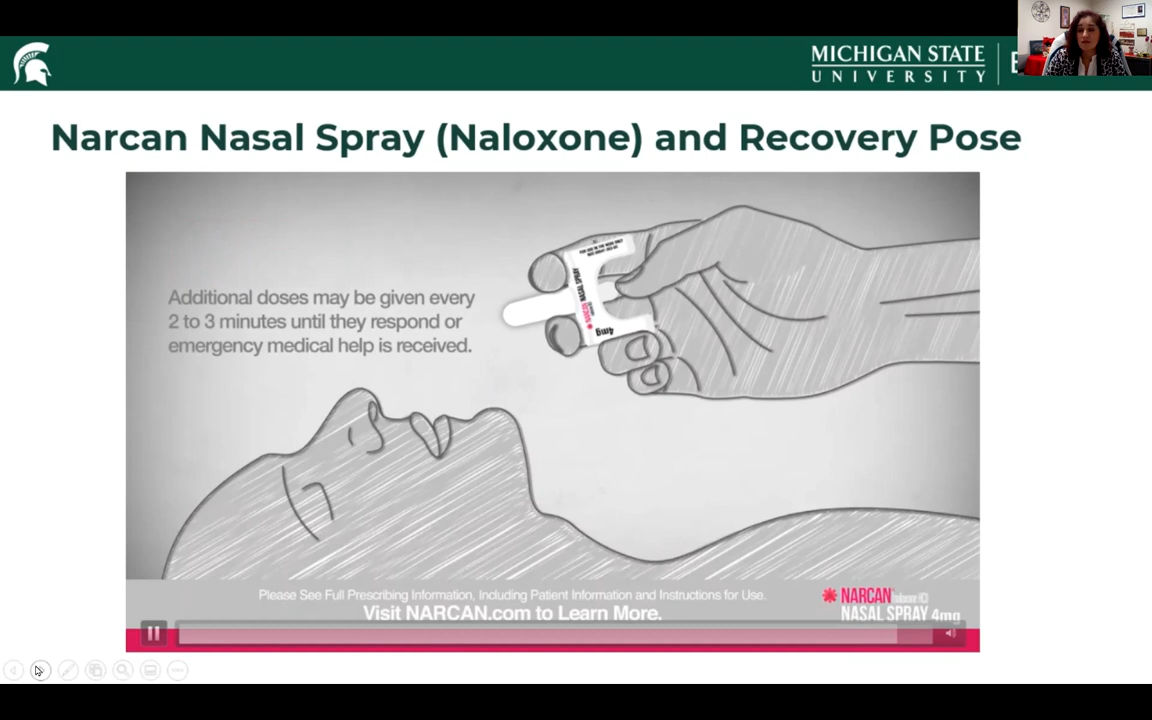 MICHIGAN STATE
UNIVERSITY
E
Narcan Nasal Spray (Naloxone) and Recovery Pose
Additional doses may be given every
2 to 3 minutes until they respond or
emergency medical help is received.
NARCAN
NASAL SPRAY
4mg
Please See Full Prescribing Information, Including Patient Information and Instructions for Use.
Visit NARCAN.com to Learn More.
NARCAN
NASAL SPRAY 4mg